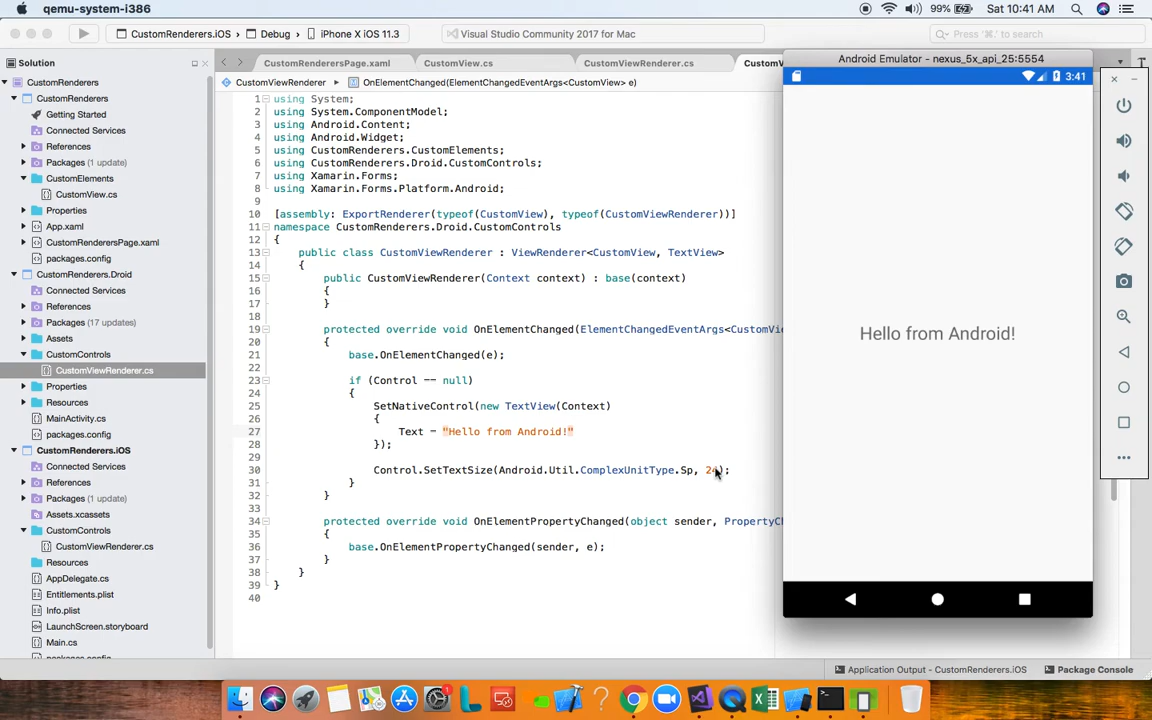 qemu-system-i386
99%
Sat 10:41 AM
CustomRenderers.iOS
Debug
iPhone X iOS 11.3
Visual Studio Community 2017 for Mac
Press '⌘.' to search
Solution
CustomRenderers
CustomRenderers
Getting Started
Connected Services
References
Packages (1 update)
CustomElements
CustomView.cs
Properties
App.xaml
CustomRenderersPage.xaml
packages.config
CustomRenderers.Droid
Connected Services
References
Packages (17 updates)
Assets
CustomControls
CustomViewRenderer.cs
Properties
Resources
MainActivity.cs
packages.config
CustomRenderers.iOS
Connected Services
References
Packages (1 update)
Assets.xcassets
CustomControls
CustomViewRenderer.cs
Resources
AppDelegate.cs
Entitlements.plist
Info.plist
LaunchScreen.storyboard
Main.cs
packages.config
CustomRenderersPage.xaml
CustomView.cs
CustomViewRenderer.cs
CustomV
CustomViewRenderer
OnElementChanged(ElementChangedEventArgs<CustomView> e)
1 using System;
2 using System.ComponentModel;
3 using Android.Content;
4 using Android.Widget;
5 using CustomRenderers.CustomElements;
6 using CustomRenderers.Droid.CustomControls;
7 using Xamarin.Forms;
8 using Xamarin.Forms.Platform.Android;
9
10 [assembly: ExportRenderer(typeof(CustomView), typeof(CustomViewRenderer))]
11 namespace CustomRenderers.Droid.CustomControls
12 {
13 public class CustomViewRenderer : ViewRenderer<CustomView, TextView>
14 {
15 public CustomViewRenderer(Context context) : base(context)
16 {
17 }
18
19 protected override void OnElementChanged(ElementChangedEventArgs<CustomVi
20 {
21 base.OnElementChanged(e);
22
23 if (Control == null)
24 {
25 SetNativeControl(new TextView(Context)
26 {
27 Text = "Hello from Android!"
28 });
29
30 Control.SetTextSize(Android.Util.ComplexUnitType.Sp, 24);
31 }
32 }
33
34 protected override void OnElementPropertyChanged(object sender, PropertyCh
35 {
36 base.OnElementPropertyChanged(sender, e);
37 }
38 }
39 }
40
Android Emulator - nexus_5x_api_25:5554
3:41
Hello from Android!
Application Output - CustomRenderers.iOS
Package Console